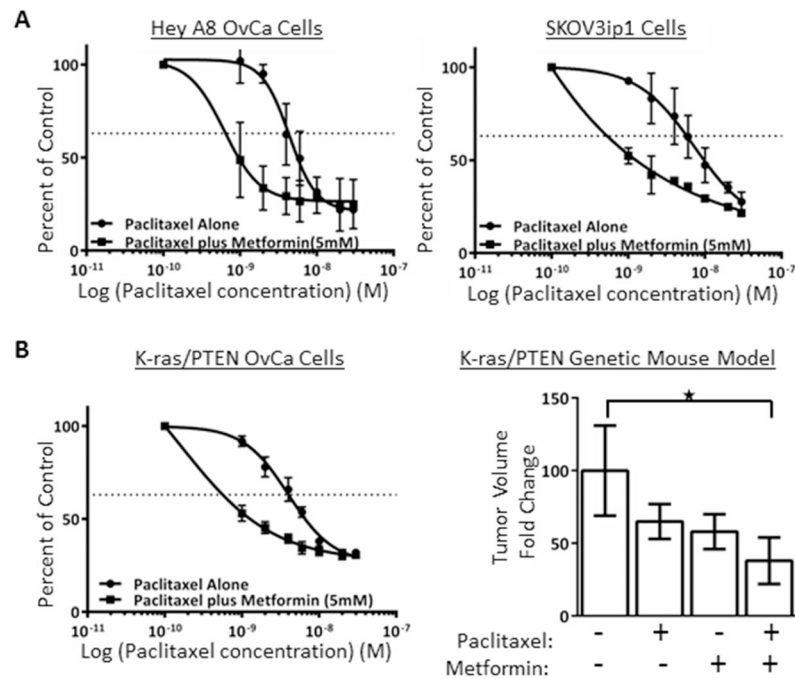 A
Hey A8 OvCa Cells
SKOV3ip1 Cells
Percent of Control
100
50
0
Paclitaxel Alone
Paclitaxel plus Metformin(5mM)
10-11 10-10 10-9 10-8 10-7
Log (Paclitaxel concentration) (M)
Percent of Control
100
50
0
Paclitaxel Alone
Paclitaxel plus Metformin (5mM)
10-11 10-10 10-9 10-8 10-7
Log (Paclitaxel concentration) (M)
B
K-ras/PTEN OvCa Cells
K-ras/PTEN Genetic Mouse Model
Percent of Control
100
50
0
Paclitaxel Alone
Paclitaxel plus Metformin (5mM)
10-11 10-10 10-9 10-8 10-7
Log (Paclitaxel concentration) (M)
Tumor Volume
Fold Change
150
100
50
0
Paclitaxel: - + - +
Metformin: - - + +